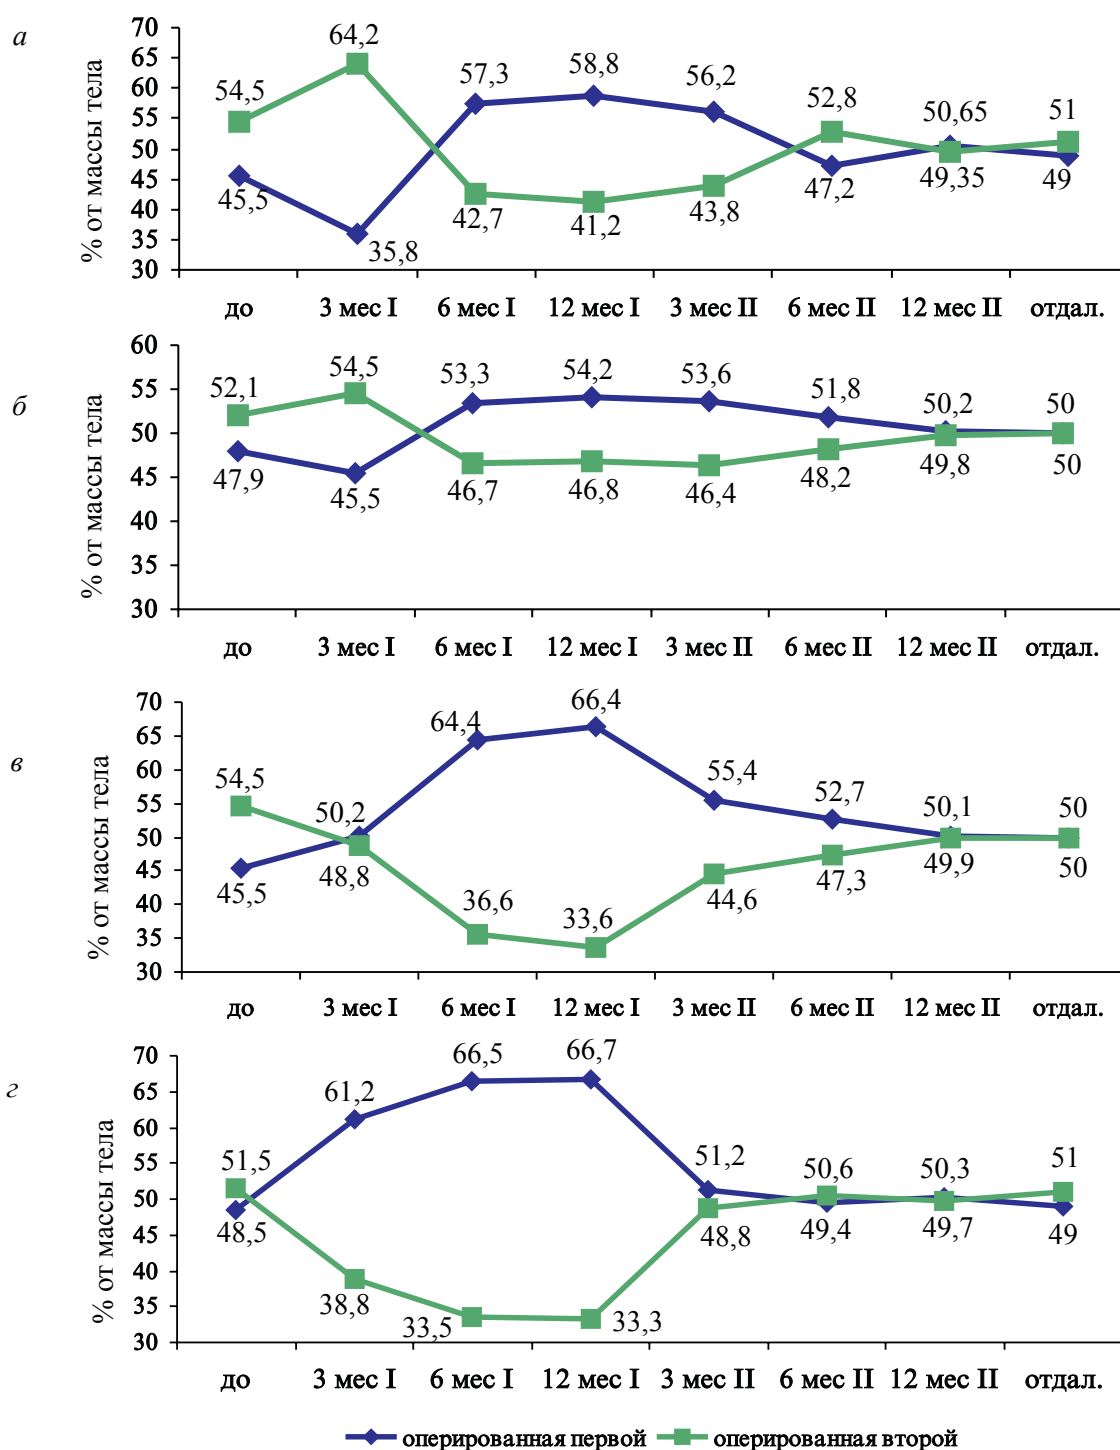 а
% от массы тела
70
65
60
55
50
45
40
35
30
54,5
64,2
57,3
58,8
56,2
52,8
50,65
51
45,5
35,8
42,7
41,2
43,8
47,2
49,35
49
до
3 мес I
6 мес I
12 мес I
3 мес II
6 мес II
12 мес II
отдал.
б
% от массы тела
60
55
50
45
40
35
30
52,1
54,5
53,3
54,2
53,6
51,8
50,2
50
47,9
45,5
46,7
46,8
46,4
48,2
49,8
50
до
3 мес I
6 мес I
12 мес I
3 мес II
6 мес II
12 мес II
отдал.
в
% от массы тела
70
65
60
55
50
45
40
35
30
54,5
50,2
64,4
66,4
55,4
52,7
50,1
50
45,5
48,8
36,6
33,6
44,6
47,3
49,9
50
до
3 мес I
6 мес I
12 мес I
3 мес II
6 мес II
12 мес II
отдал.
г
% от массы тела
70
65
60
55
50
45
40
35
30
51,5
61,2
66,5
66,7
51,2
50,6
50,3
51
48,5
38,8
33,5
33,3
48,8
49,4
49,7
49
до
3 мес I
6 мес I
12 мес I
3 мес II
6 мес II
12 мес II
отдал.
оперированная первой
оперированная второй